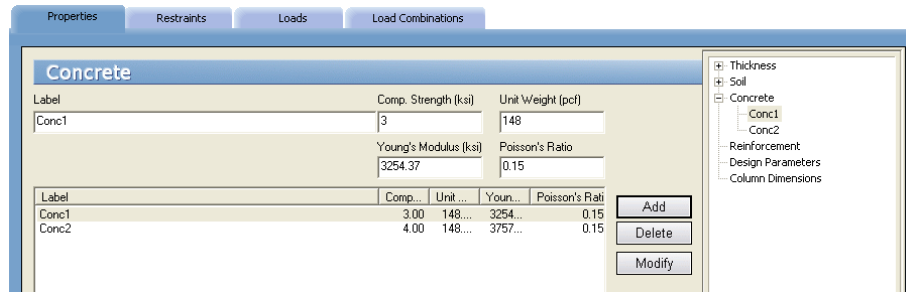 Properties Restraints Loads Load Combinations
Concrete
Label Comp. Strength (ksi) Unit Weight (pcf)
Conc1 3 148
Young's Modulus (ksi) Poisson's Ratio
3254.37 0.15
Label Comp... Unit ... Youn... Poisson's Rati
Conc1 3.00 148.... 3254... 0.15
Conc2 4.00 148.... 3757... 0.15
Add
Delete
Modify
Thickness
Soil
Concrete
Conc1
Conc2
Reinforcement
Design Parameters
Column Dimensions